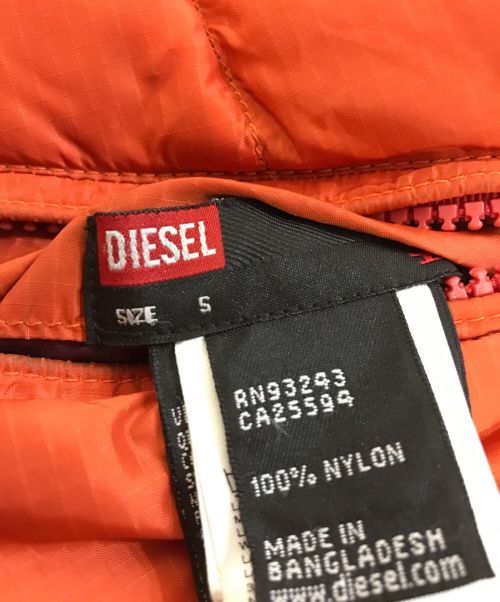 DIESEL
SIZE S
RN93243
CA25594
100% NYLON
MADE IN
BANGLADESH
www.diesel.com